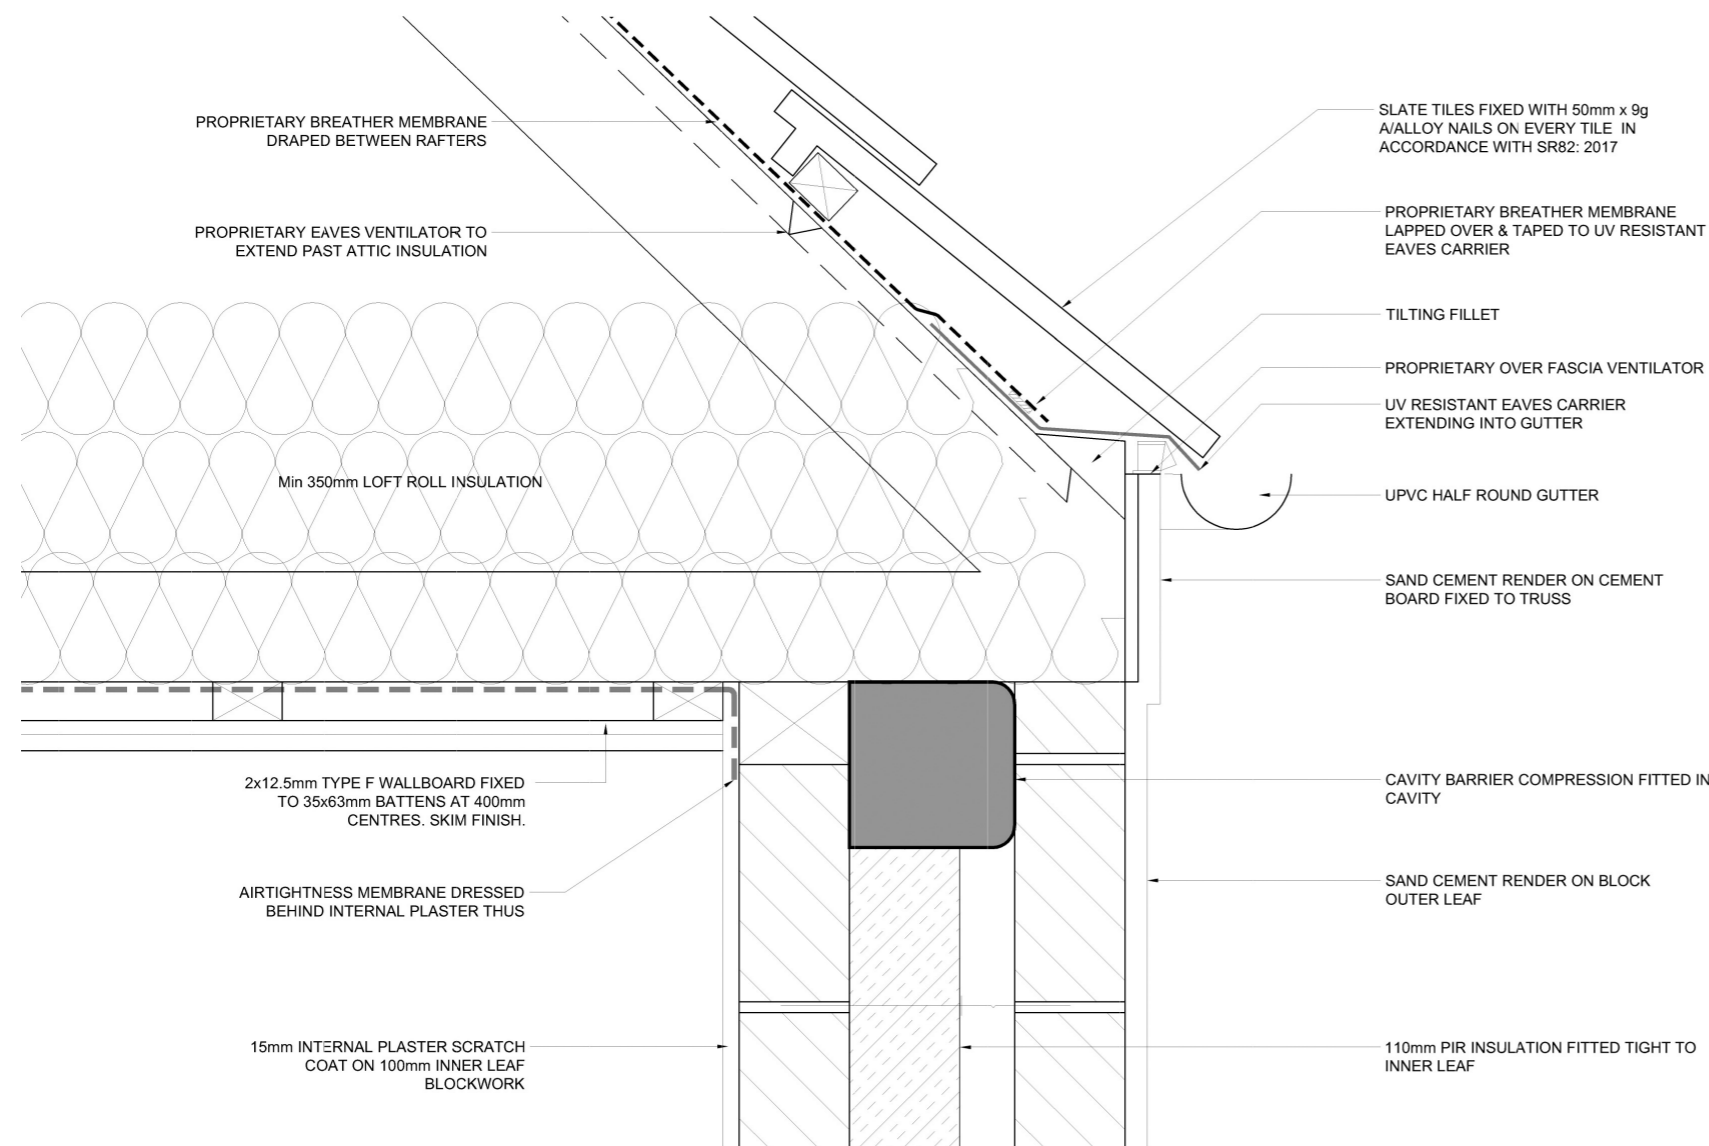 PROPRIETARY BREATHER MEMBRANE
DRAPED BETWEEN RAFTERS
PROPRIETARY EAVES VENTILATOR TO
EXTEND PAST ATTIC INSULATION
Min 350mm LOFT ROLL INSULATION
2x12.5mm TYPE F WALLBOARD FIXED
TO 35x63mm BATTENS AT 400mm
CENTRES. SKIM FINISH.
AIRTIGHTNESS MEMBRANE DRESSED
BEHIND INTERNAL PLASTER THUS
15mm INTERNAL PLASTER SCRATCH
COAT ON 100mm INNER LEAF
BLOCKWORK
SLATE TILES FIXED WITH 50mm x 9g
A/ALLOY NAILS ON EVERY TILE IN
ACCORDANCE WITH SR82: 2017
PROPRIETARY BREATHER MEMBRANE
LAPPED OVER & TAPED TO UV RESISTANT
EAVES CARRIER
TILTING FILLET
PROPRIETARY OVER FASCIA VENTILATOR
UV RESISTANT EAVES CARRIER
EXTENDING INTO GUTTER
UPVC HALF ROUND GUTTER
SAND CEMENT RENDER ON CEMENT
BOARD FIXED TO TRUSS
CAVITY BARRIER COMPRESSION FITTED IN
CAVITY
SAND CEMENT RENDER ON BLOCK
OUTER LEAF
110mm PIR INSULATION FITTED TIGHT TO
INNER LEAF